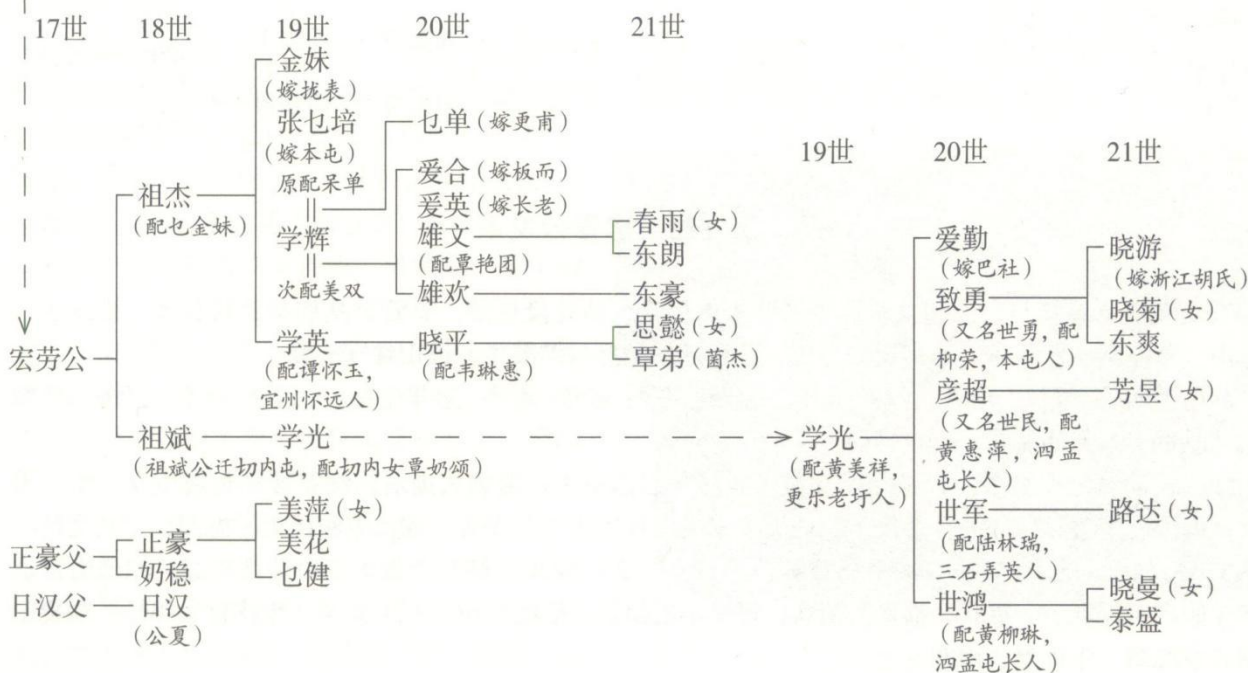 17世 18世 19世 20世 21世
金妹
(嫁拢表)
张乜培
(嫁本屯)
原配呆单
学辉
次配美双
乜单(嫁更甫)
爱合(嫁板而)
爱英(嫁长老)
雄文
(配覃艳团)
雄欢
春雨(女)
东朗
东豪
祖杰
(配乜金妹)
学英
(配谭怀玉,
宜州怀远人)
晓平
(配韦琳惠)
思懿(女)
覃弟(菌杰)
宏劳公
祖斌
学光
(祖斌公迁切内屯, 配切内女覃奶颂)
正豪父
正豪
奶稳
美萍(女)
美花
乜健
日汉父
日汉
(公夏)
19世 20世 21世
学光
(配黄美祥,
更乐老圩人)
爱勤
(嫁巴社)
致勇
(又名世勇, 配
柳荣, 本屯人)
晓游
(嫁浙江胡氏)
晓菊(女)
东爽
彦超
(又名世民, 配
黄惠萍, 泗孟
屯长人)
芳昱(女)
世军
(配陆林瑞,
三石弄英人)
路达(女)
世鸿
(配黄柳琳,
泗孟屯长人)
晓曼(女)
泰盛